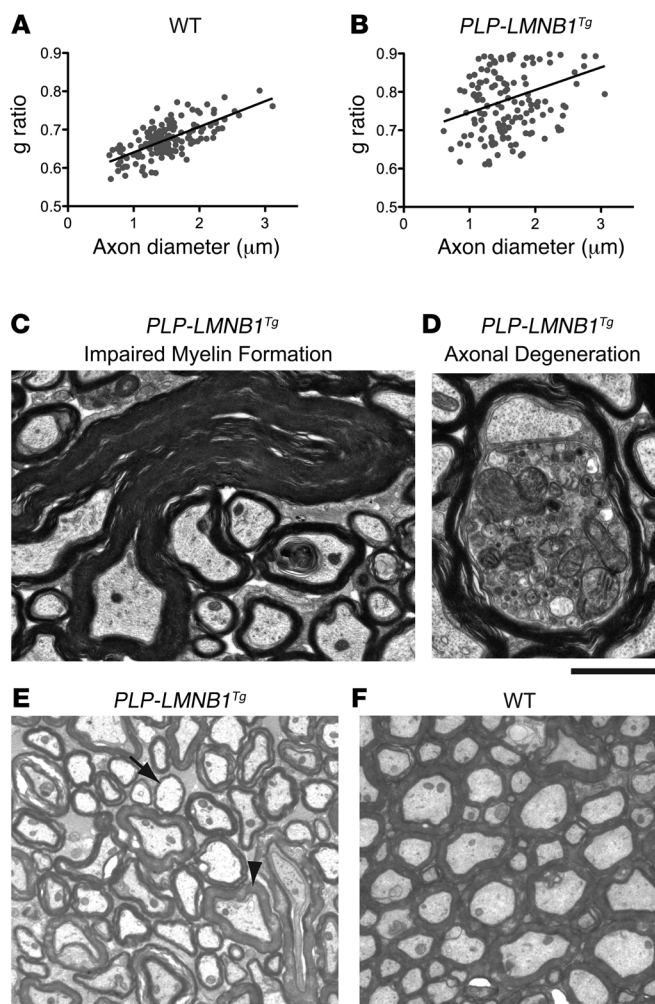 A
WT
0.9
0.8
0.7
0.6
0.5
g ratio
0
1
2
3
Axon diameter (μm)
B
PLP-LMNB1Tg
0.9
0.8
0.7
0.6
0.5
g ratio
0
1
2
3
Axon diameter (μm)
C
PLP-LMNB1Tg
Impaired Myelin Formation
D
PLP-LMNB1Tg
Axonal Degeneration
E
PLP-LMNB1Tg
F
WT